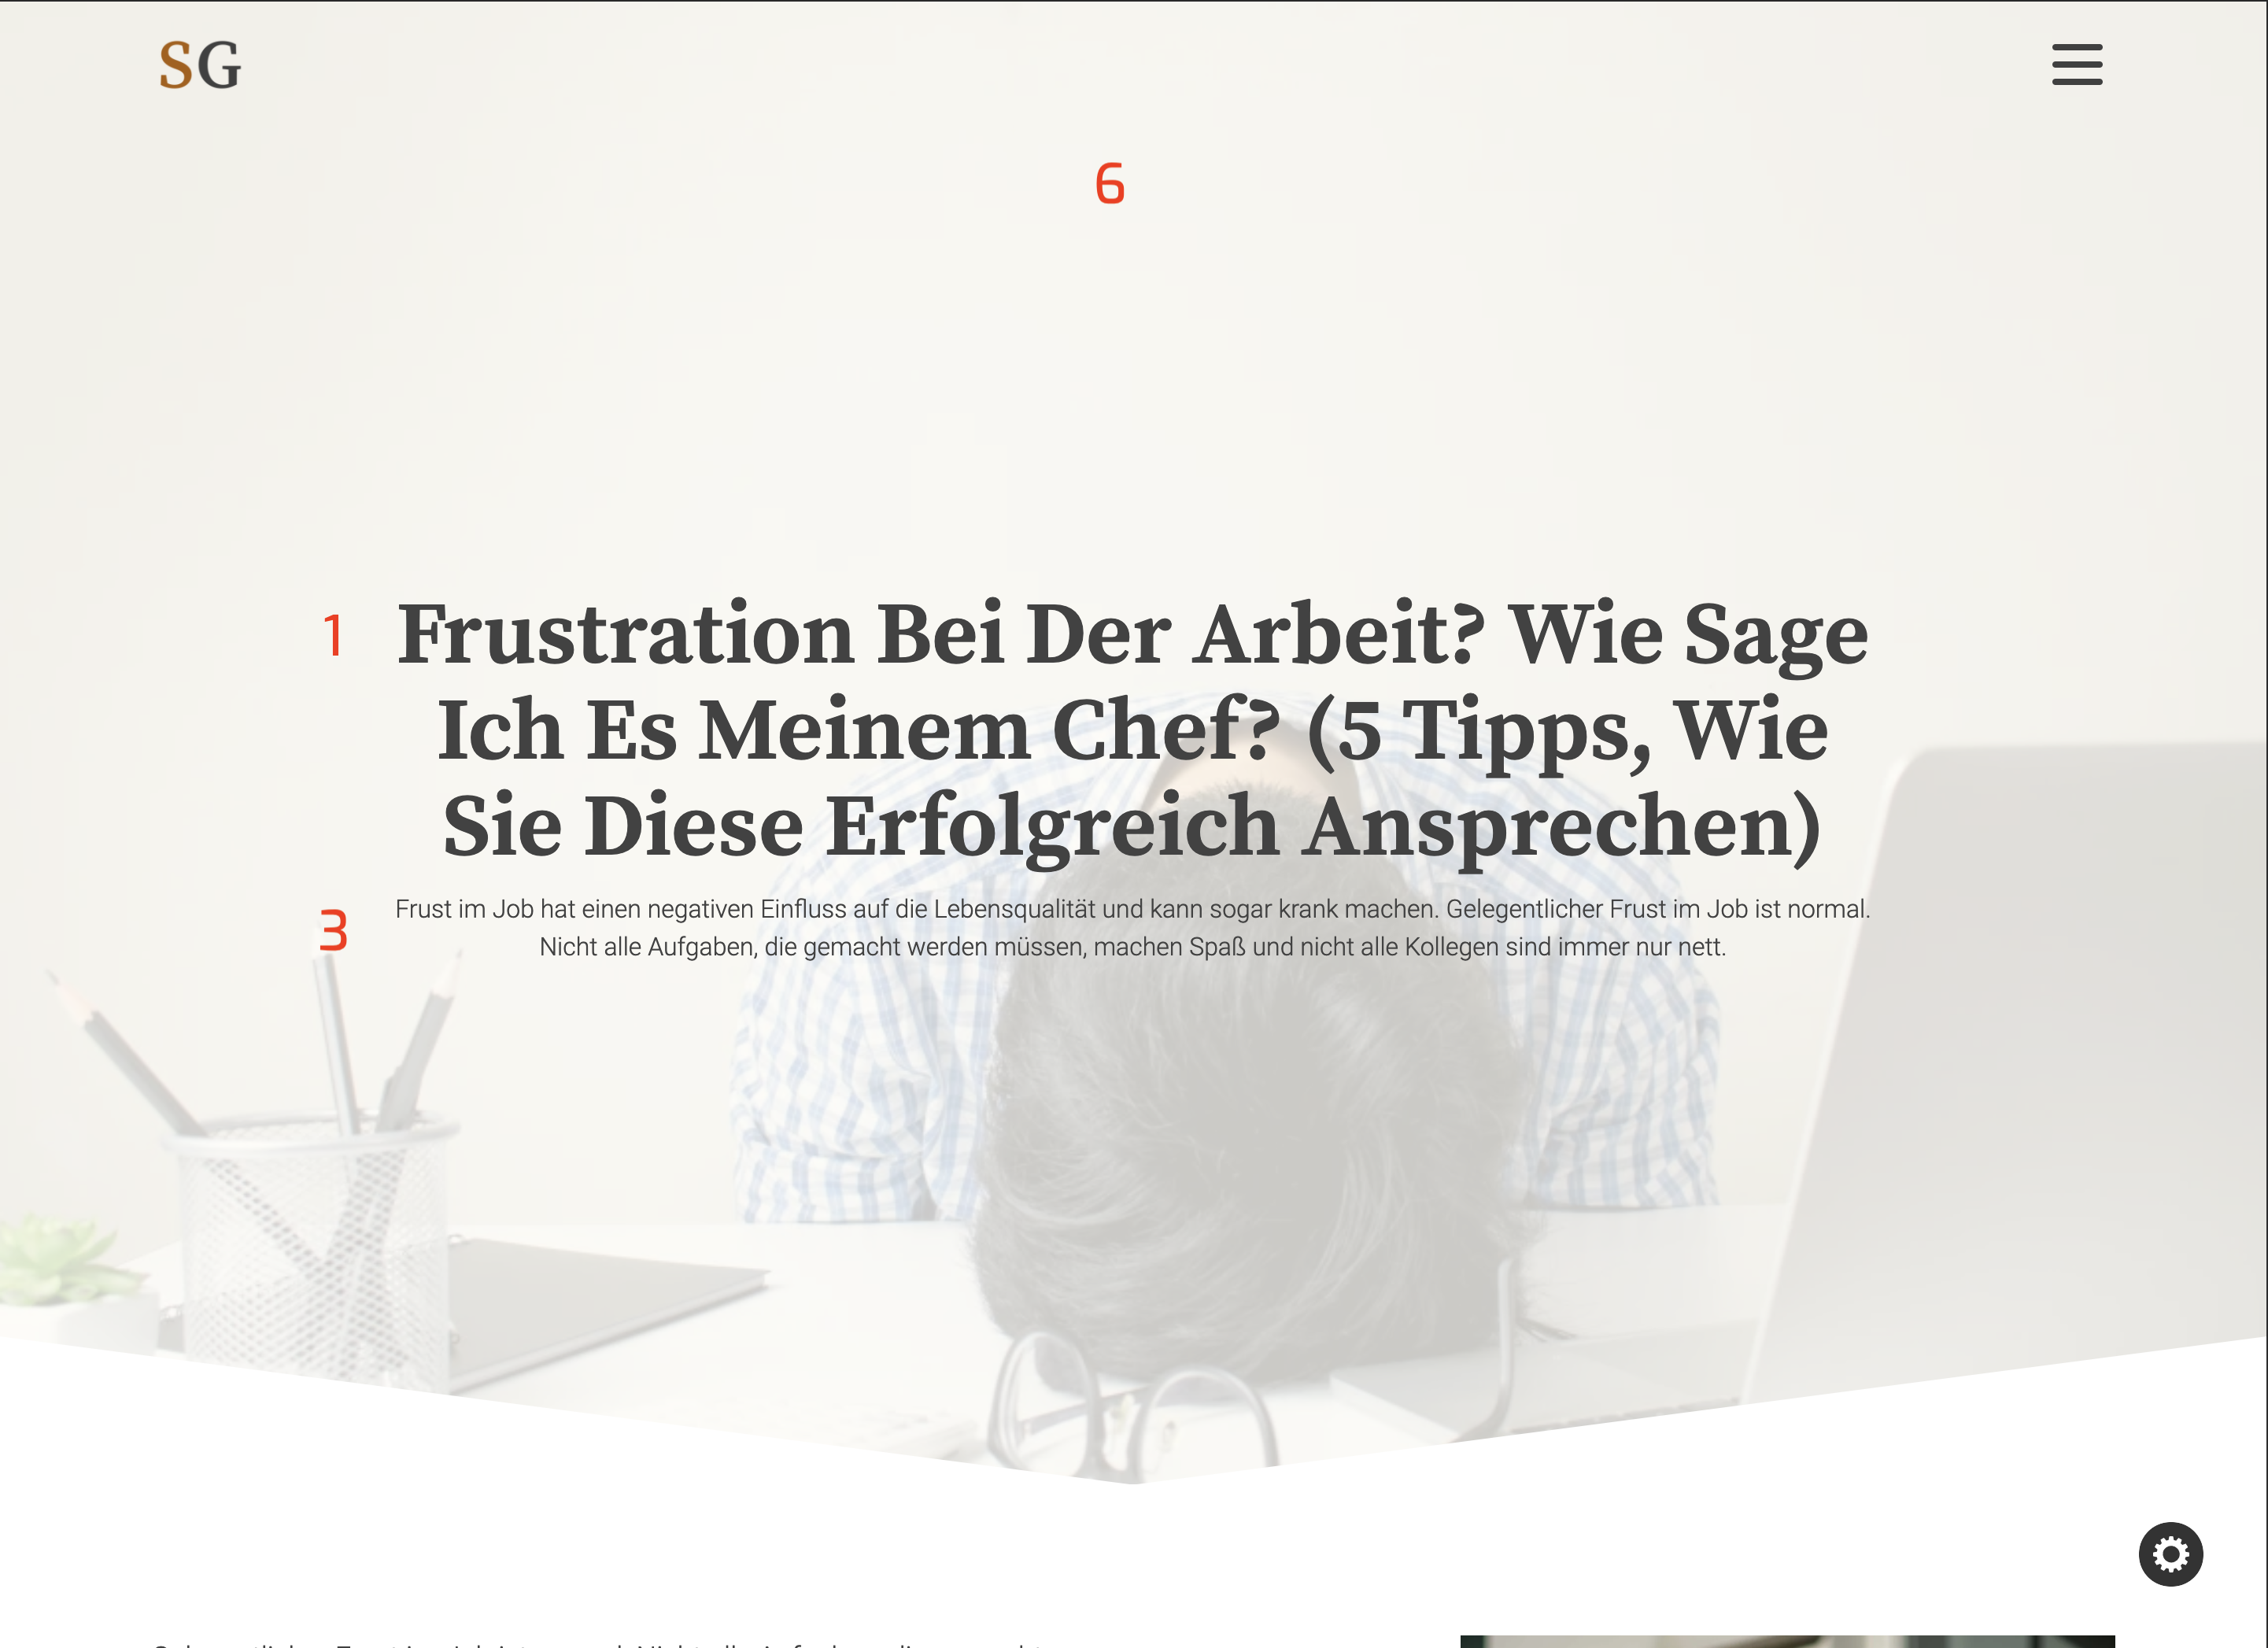 SG
6
1
Frustration Bei Der Arbeit? Wie Sage
Ich Es Meinem Chef? (5 Tipps, Wie
Sie Diese Erfolgreich Ansprechen)
3
Frust im Job hat einen negativen Einfluss auf die Lebensqualität und kann sogar krank machen. Gelegentlicher Frust im Job ist normal.
Nicht alle Aufgaben, die gemacht werden müssen, machen Spaß und nicht alle Kollegen sind immer nur nett.